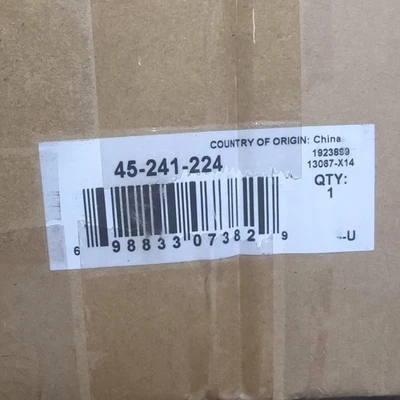 COUNTRY OF ORIGIN: China
45-241-224
1923899
13087-X14
QTY:
1
6 98833 07382 9
--U